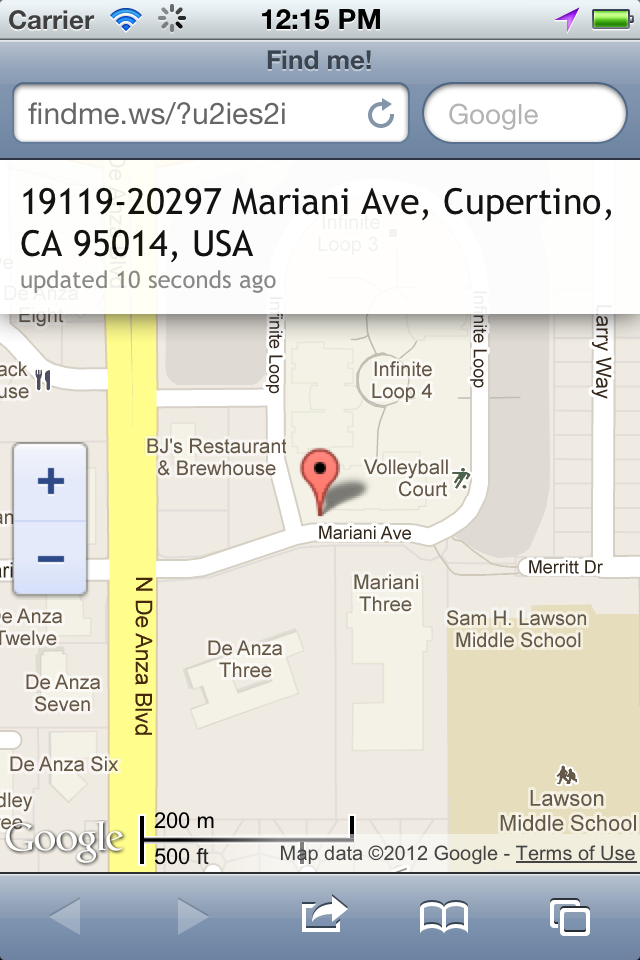 Carrier 12:15 PM
Find me!
findme.ws/?u2ies2i
Google
19119-20297 Mariani Ave, Cupertino,
CA 95014, USA
updated 10 seconds ago
Infinite
Loop 3
De Anza
Eight
Infinite Loop
Infinite Loop
Larry Way
Infinite
Loop 4
BJ's Restaurant
& Brewhouse
Volleyball
Court
+
−
Mariani Ave
Merritt Dr
Mariani
Three
Sam H. Lawson
Middle School
N De Anza Blvd
De Anza
Three
De Anza
Twelve
De Anza
Seven
De Anza Six
Lawson
Middle School
Google
200 m
500 ft
Map data ©2012 Google - Terms of Use